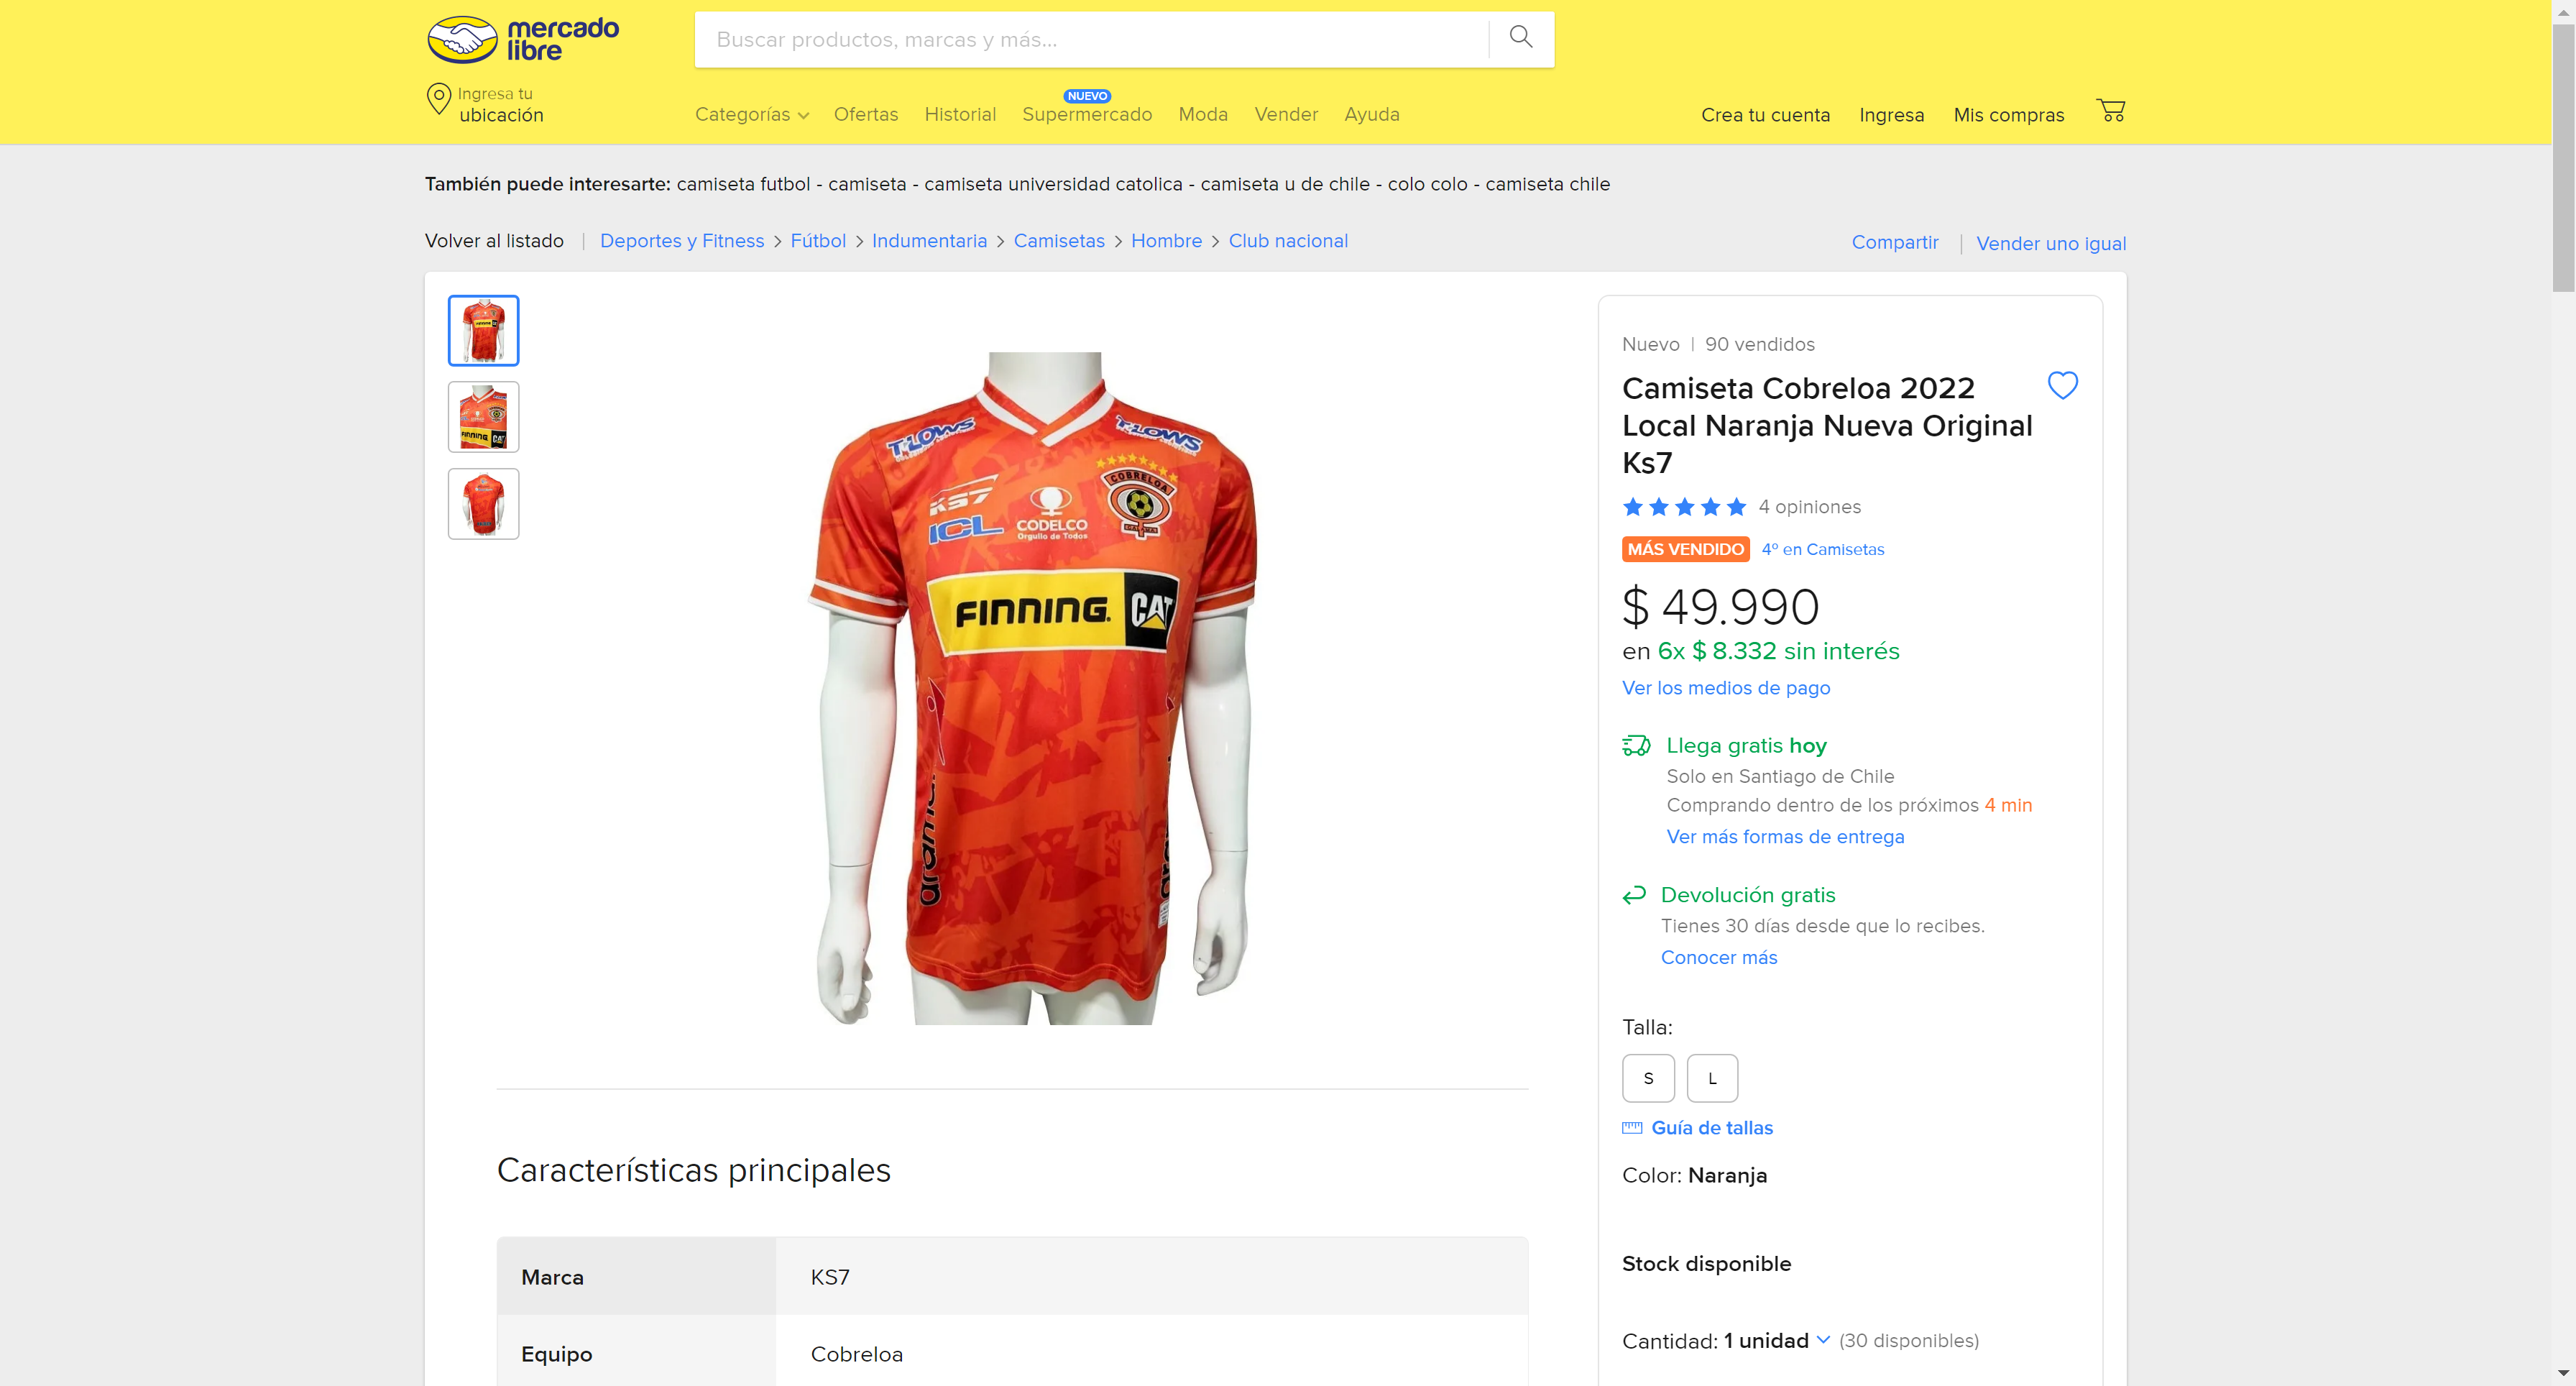 mercado
libre
Buscar productos, marcas y más...
Ingresa tu
ubicación
Categorías
Ofertas
Historial
NUEVO
Supermercado
Moda
Vender
Ayuda
Crea tu cuenta
Ingresa
Mis compras
También puede interesarte: camiseta futbol - camiseta - camiseta universidad catolica - camiseta u de chile - colo colo - camiseta chile
Volver al listado | Deportes y Fitness > Fútbol > Indumentaria > Camisetas > Hombre > Club nacional
Compartir | Vender uno igual
T-LOWS
T-LOWS
KS7
COBRELOA
ICL
CODELCO
Orgullo de Todos
FINNING. CAT
Nuevo | 90 vendidos
Camiseta Cobreloa 2022
Local Naranja Nueva Original
Ks7
4 opiniones
MÁS VENDIDO 4º en Camisetas
$ 49.990
en 6x $ 8.332 sin interés
Ver los medios de pago
Llega gratis hoy
Solo en Santiago de Chile
Comprando dentro de los próximos 4 min
Ver más formas de entrega
Devolución gratis
Tienes 30 días desde que lo recibes.
Conocer más
Talla:
S
L
Guía de tallas
Color: Naranja
Stock disponible
Cantidad: 1 unidad (30 disponibles)
Características principales
Marca KS7
Equipo Cobreloa